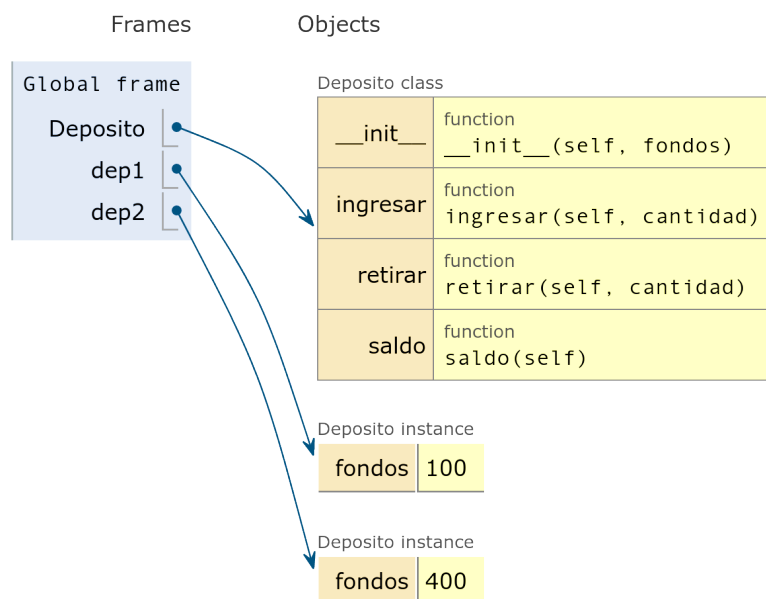 Frames Objects
Global frame
Deposito
dep1
dep2
Deposito class
__init__ function
__init__(self, fondos)
ingresar function
ingresar(self, cantidad)
retirar function
retirar(self, cantidad)
saldo function
saldo(self)
Deposito instance
fondos 100
Deposito instance
fondos 400